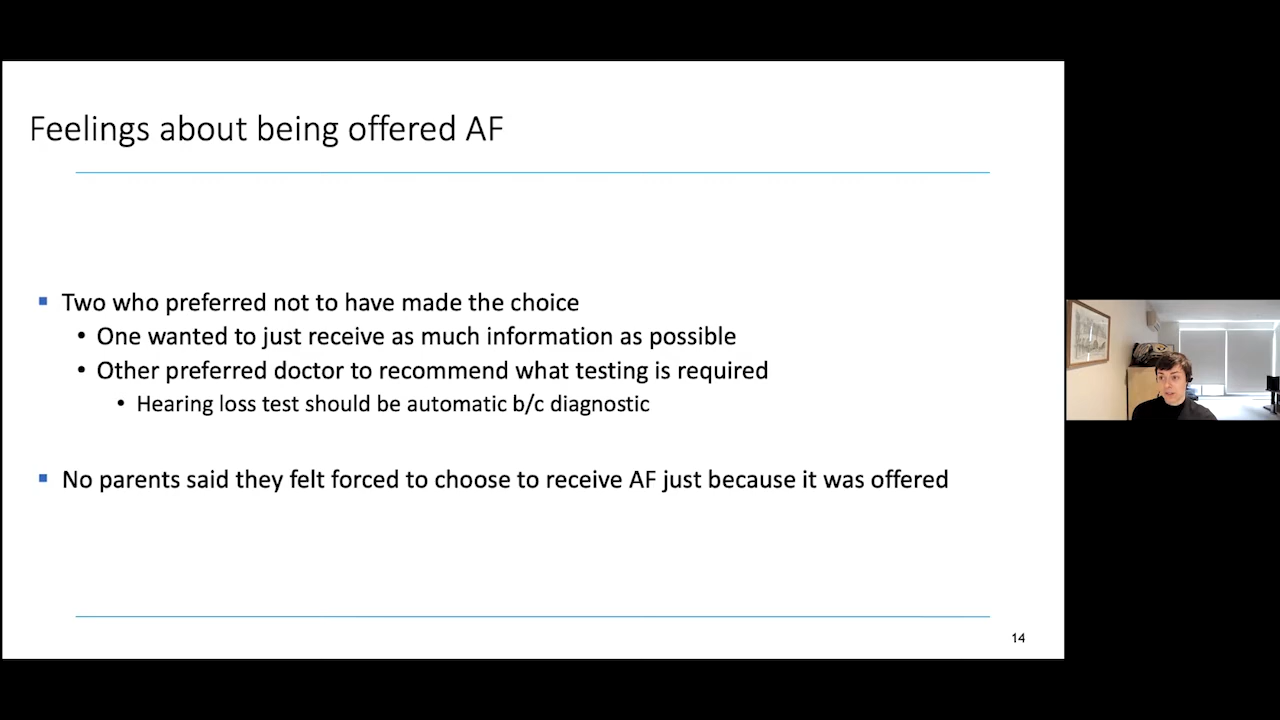 Feelings about being offered AF
▪ Two who preferred not to have made the choice
• One wanted to just receive as much information as possible
• Other preferred doctor to recommend what testing is required
• Hearing loss test should be automatic b/c diagnostic
▪ No parents said they felt forced to choose to receive AF just because it was offered
14